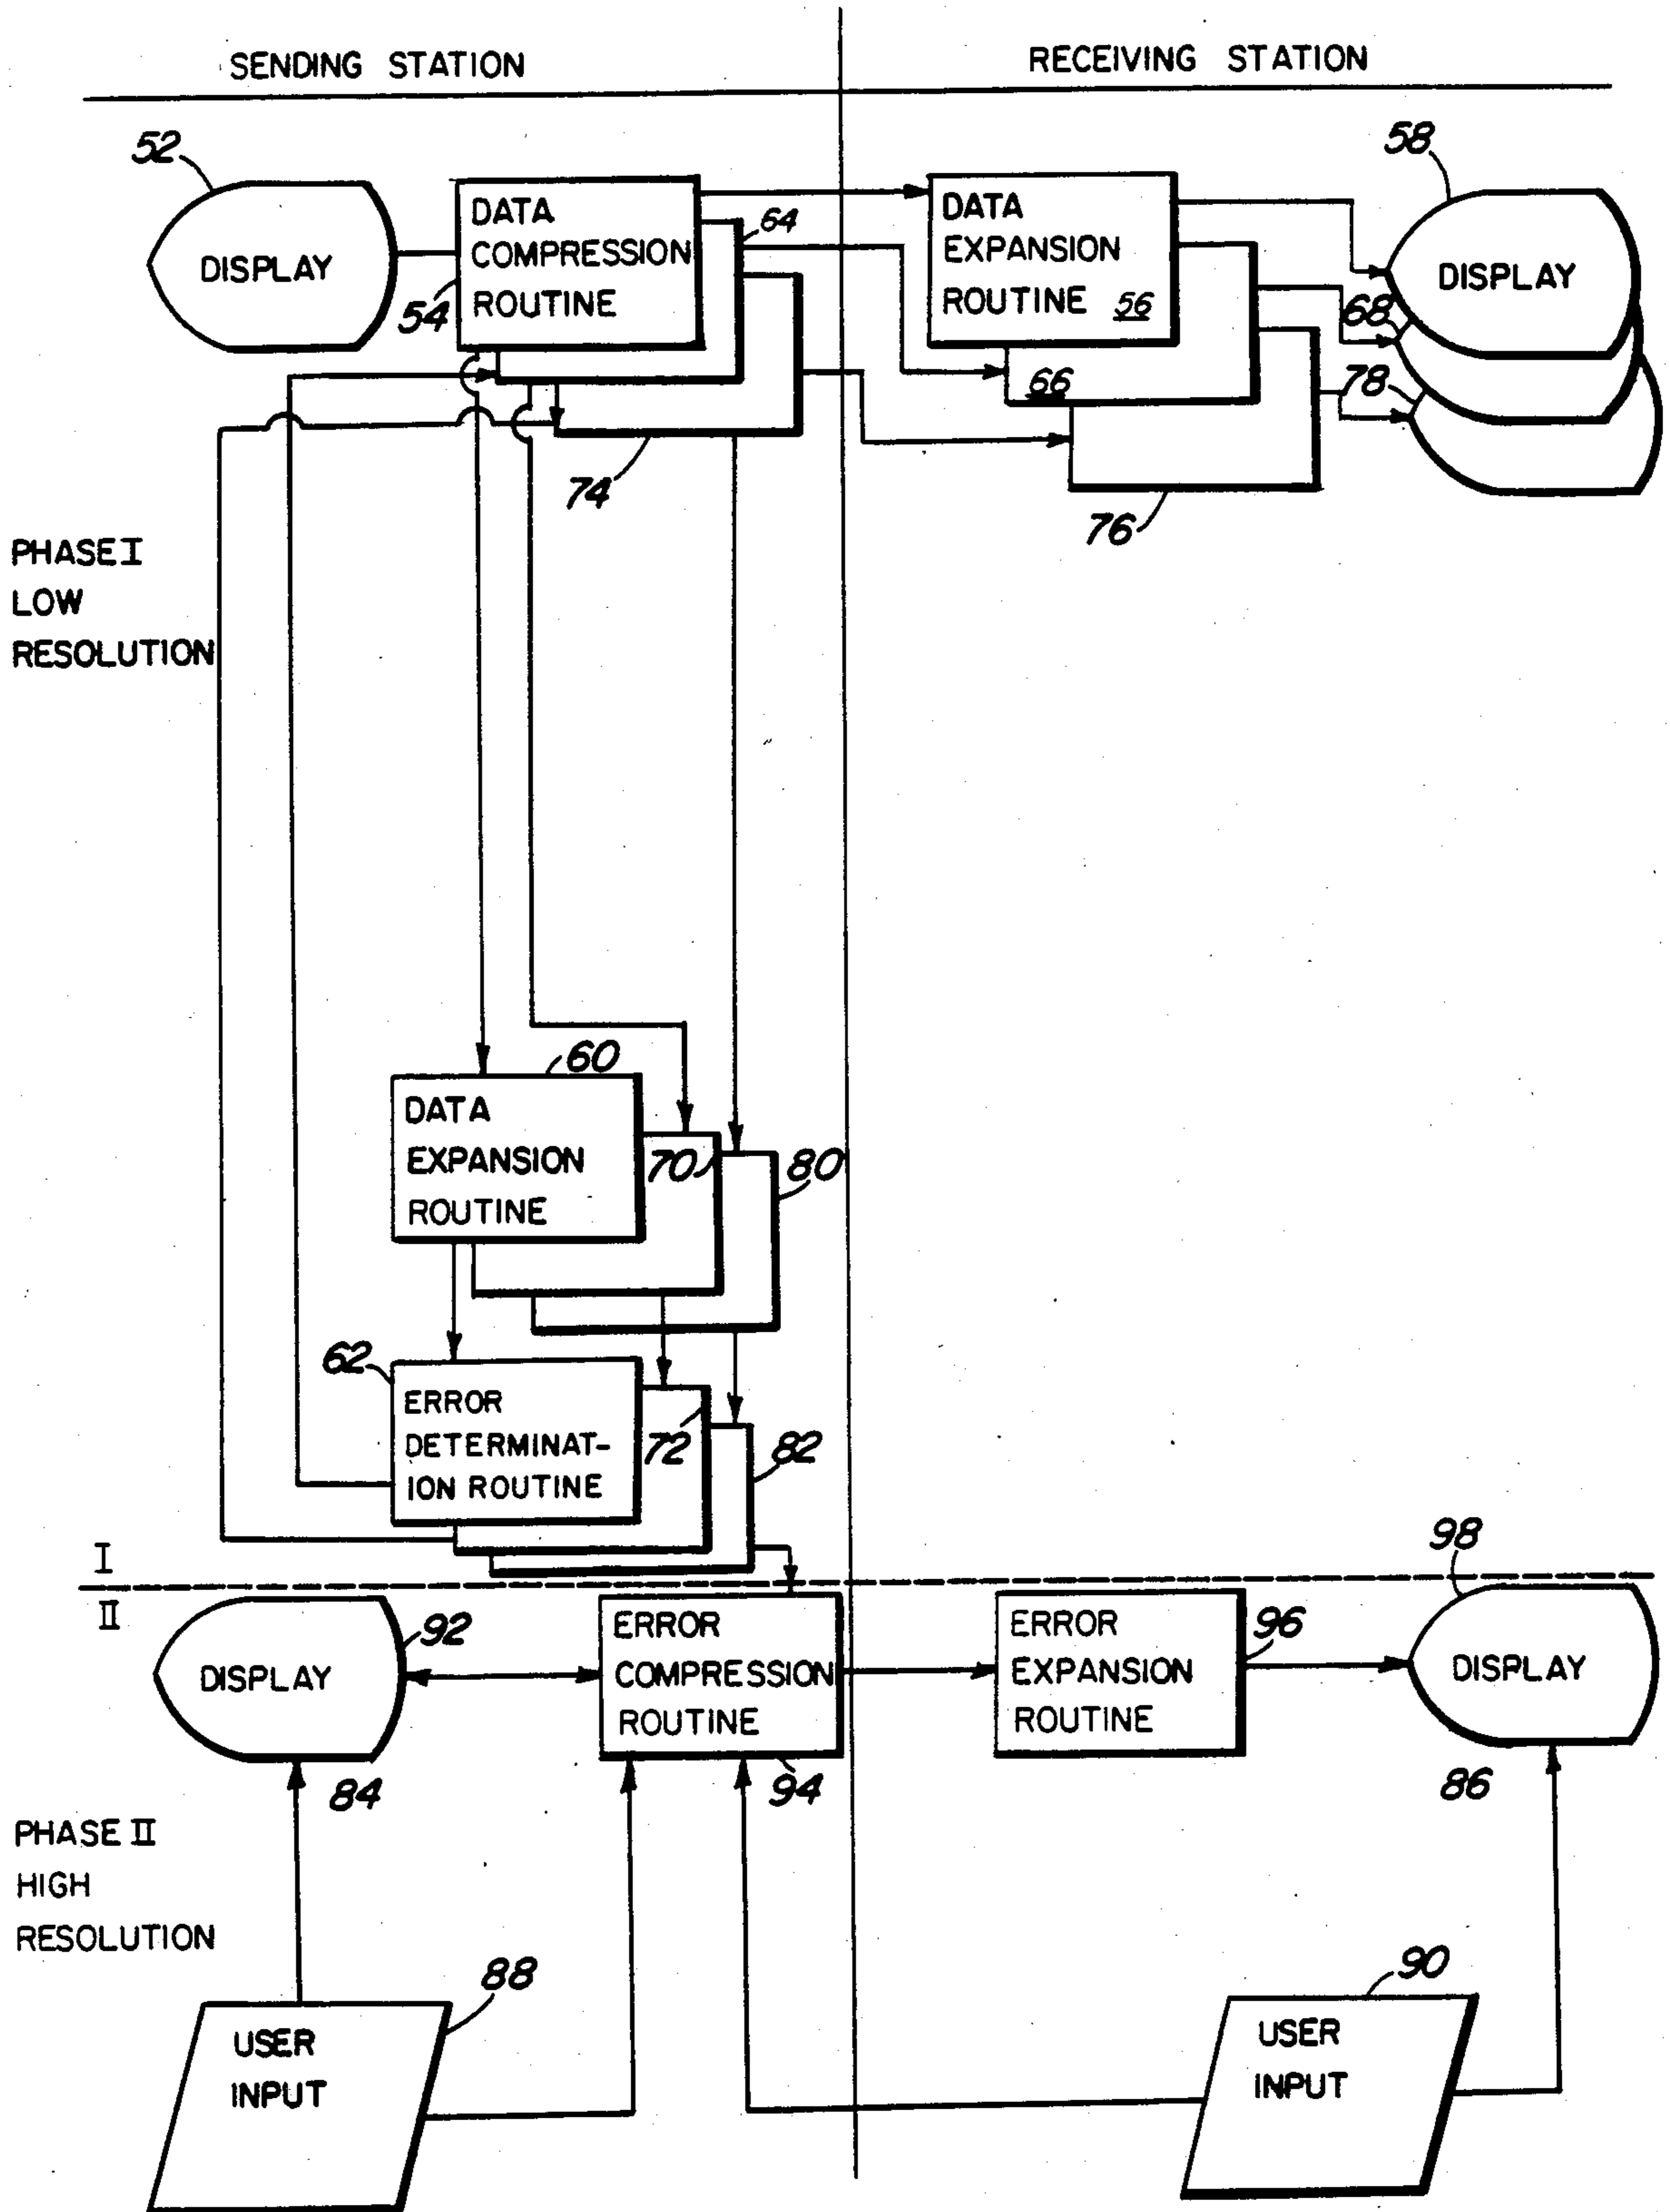 SENDING STATION
RECEIVING STATION
52
58
DISPLAY
DATA
COMPRESSION
ROUTINE
54
64
DATA
EXPANSION
ROUTINE 56
DISPLAY
68
66
78
74
76
PHASE I
LOW
RESOLUTION
60
DATA
EXPANSION
ROUTINE
70
80
62
ERROR
DETERMINAT-
ION ROUTINE
72
82
I
II
98
DISPLAY
92
ERROR
COMPRESSION
ROUTINE
ERROR
EXPANSION
ROUTINE
96
DISPLAY
84
94
86
PHASE II
HIGH
RESOLUTION
88
90
USER
INPUT
USER
INPUT